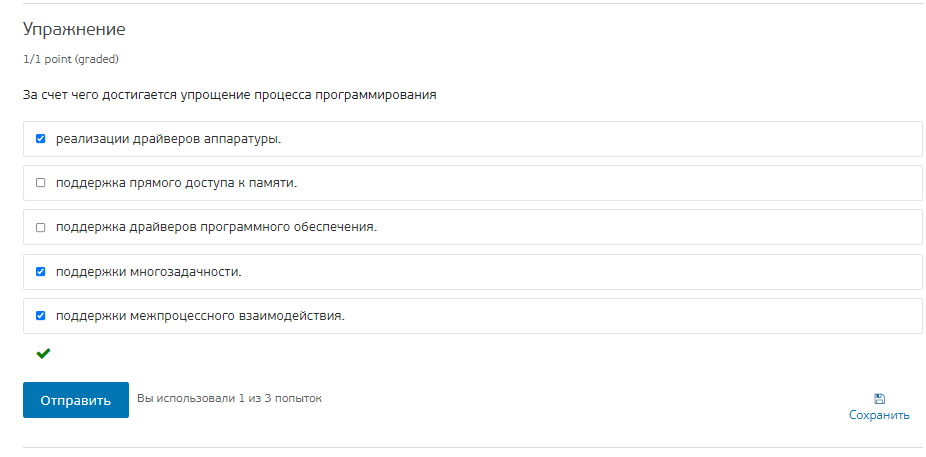 Упражнение
1/1 point (graded)
За счет чего достигается упрощение процесса программирования
реализации драйверов аппаратуры.
поддержка прямого доступа к памяти.
поддержка драйверов программного обеспечения.
поддержки многозадачности.
поддержки межпроцессного взаимодействия.
Отправить Вы использовали 1 из 3 попыток
Сохранить